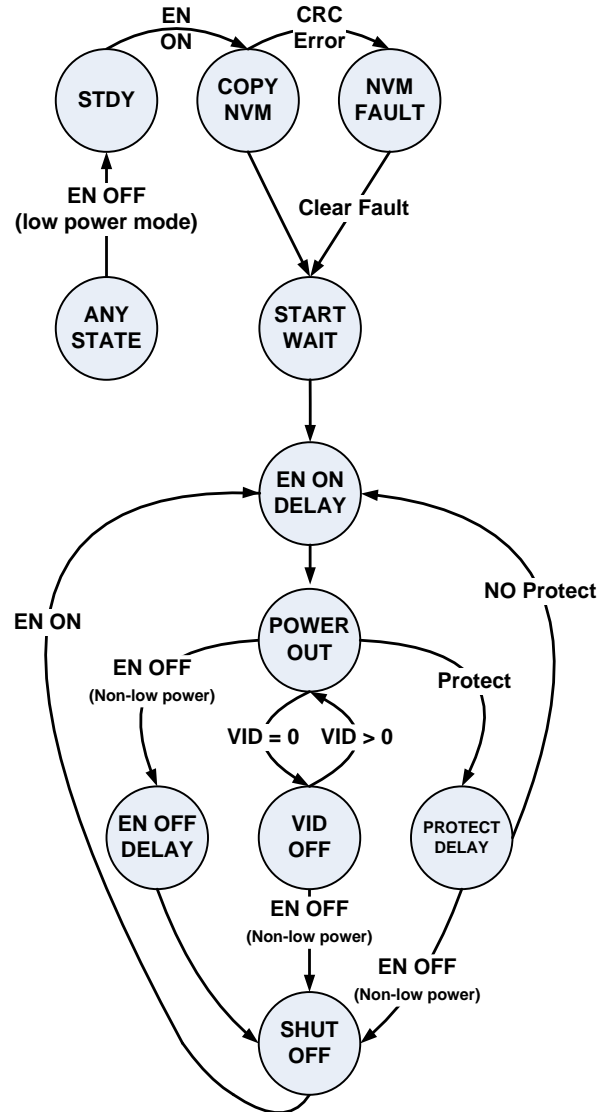 EN
ON
CRC
Error
STDY
COPY
NVM
NVM
FAULT
EN OFF
(low power mode)
Clear Fault
ANY
STATE
START
WAIT
EN ON
DELAY
NO Protect
EN ON
POWER
OUT
EN OFF
(Non-low power)
Protect
VID = 0
VID > 0
EN OFF
DELAY
VID
OFF
PROTECT
DELAY
EN OFF
(Non-low power)
EN OFF
(Non-low power)
SHUT
OFF